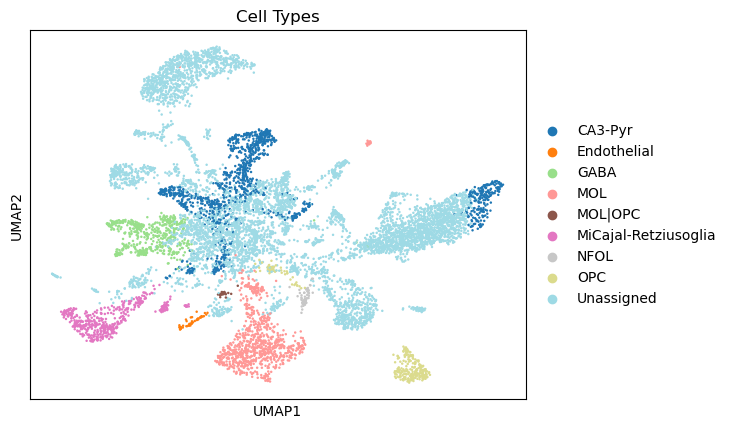 Cell Types
UMAP2
UMAP1
CA3-Pyr
Endothelial
GABA
MOL
MOL|OPC
MiCajal-Retziusoglia
NFOL
OPC
Unassigned